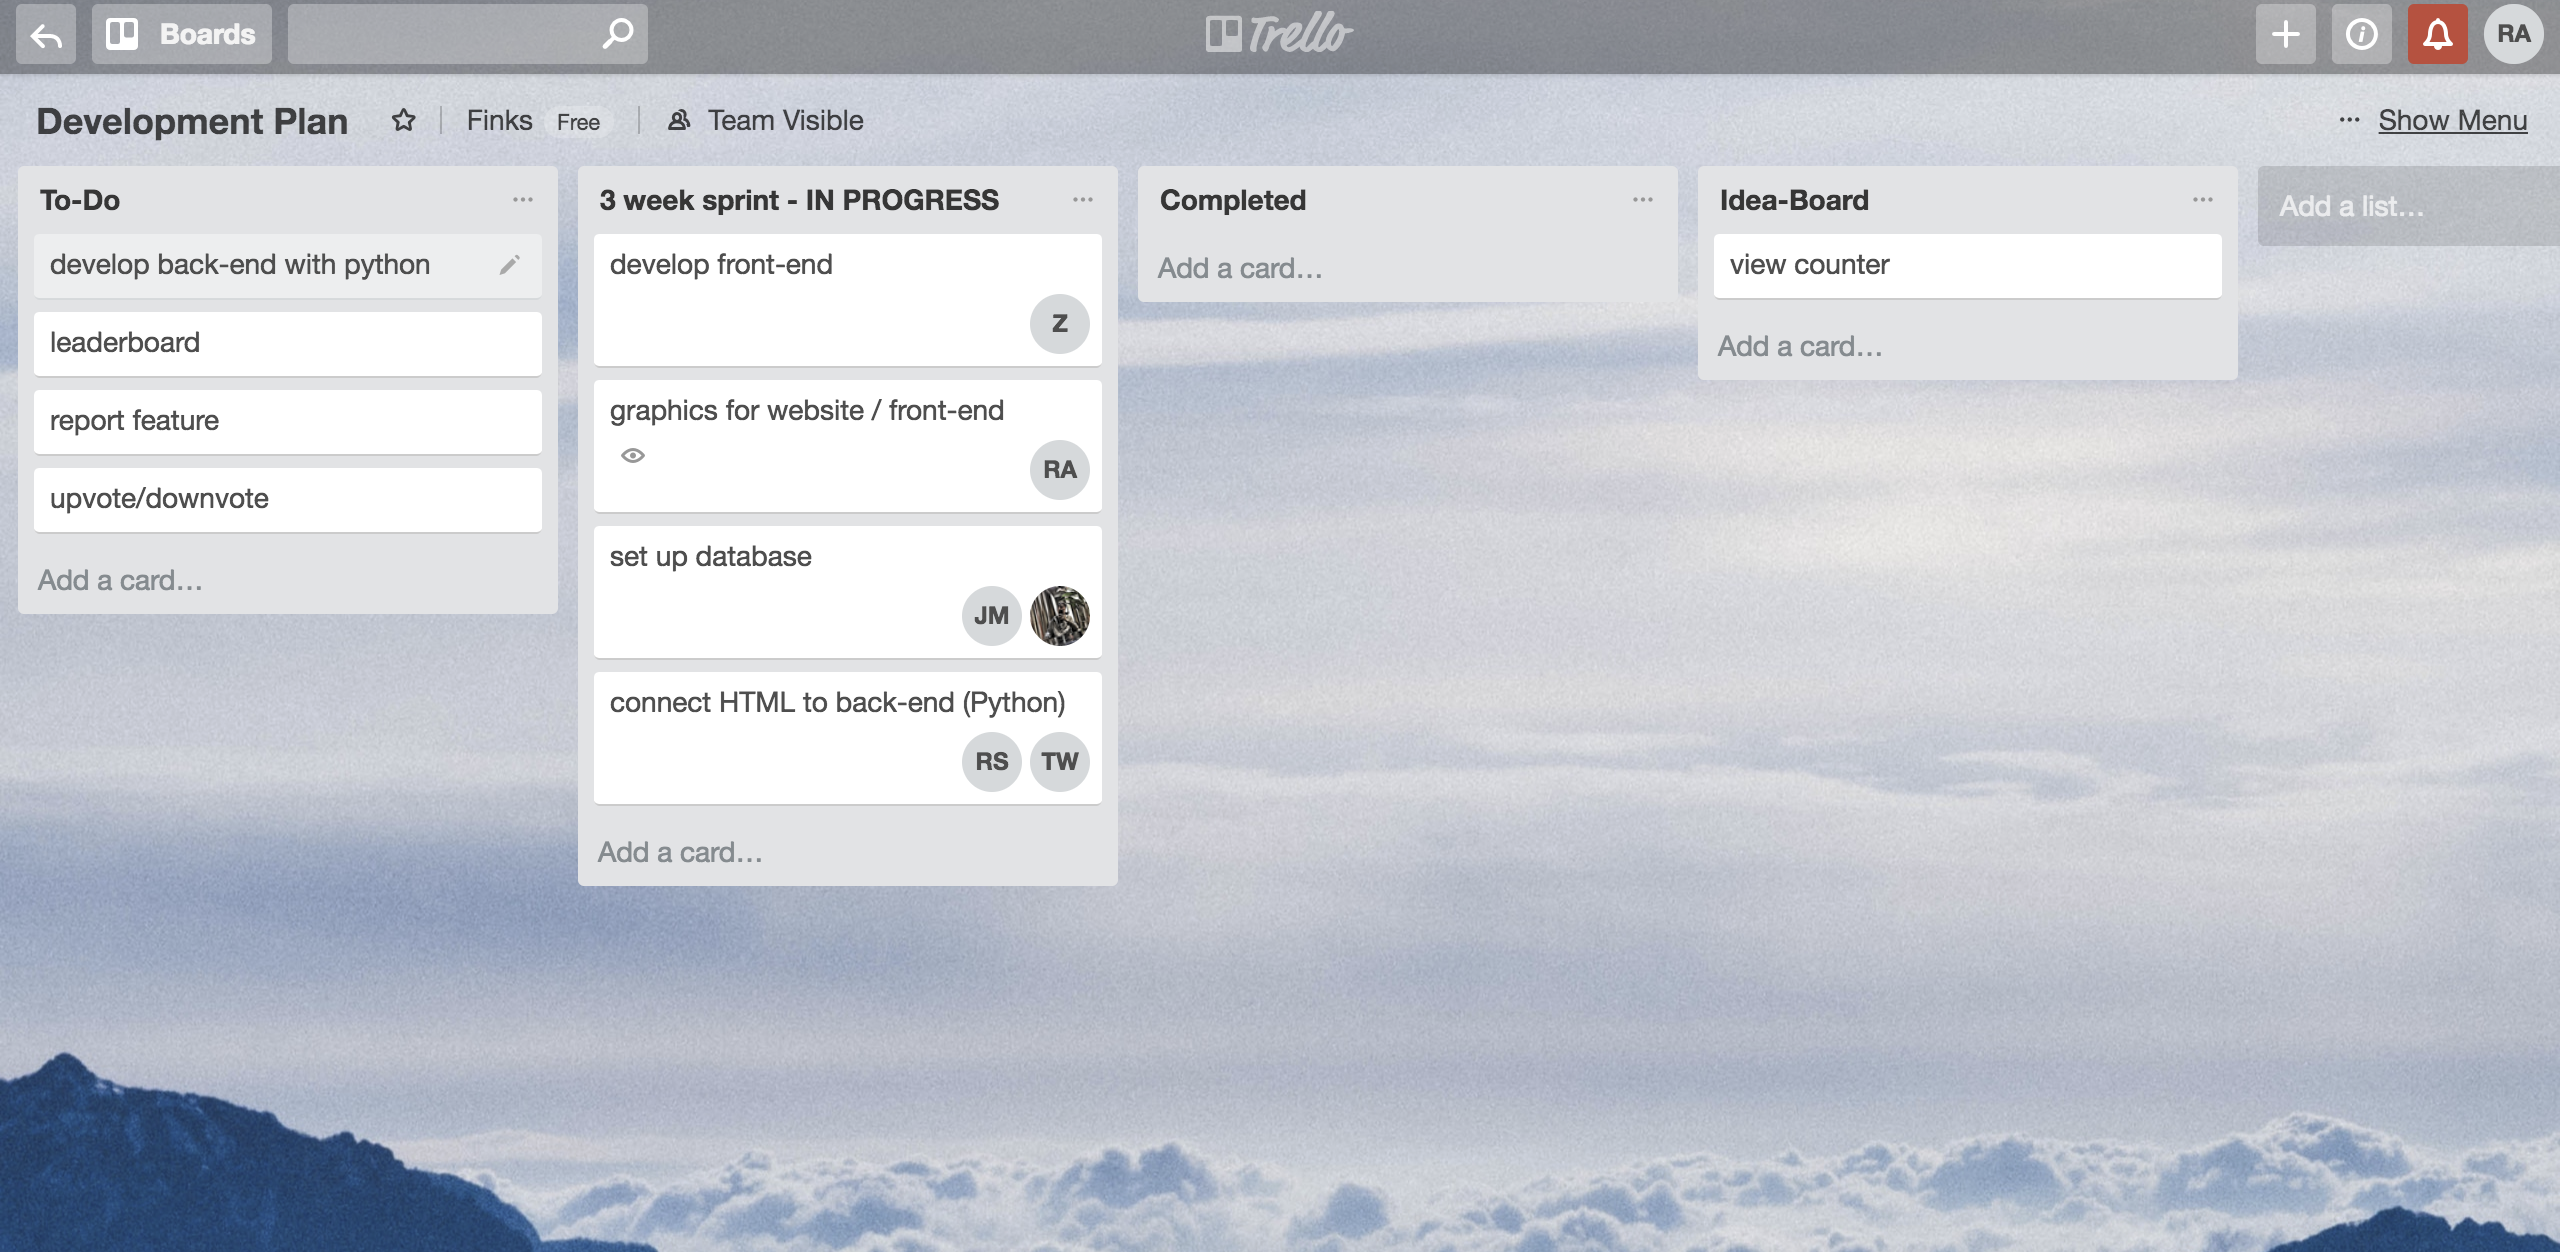 Boards
Trello
RA
Development Plan
Finks Free
Team Visible
... Show Menu
To-Do
develop back-end with python
leaderboard
report feature
upvote/downvote
Add a card...
3 week sprint - IN PROGRESS
develop front-end
Z
graphics for website / front-end
RA
set up database
JM
connect HTML to back-end (Python)
RS TW
Add a card...
Completed
Add a card...
Idea-Board
view counter
Add a card...
Add a list...